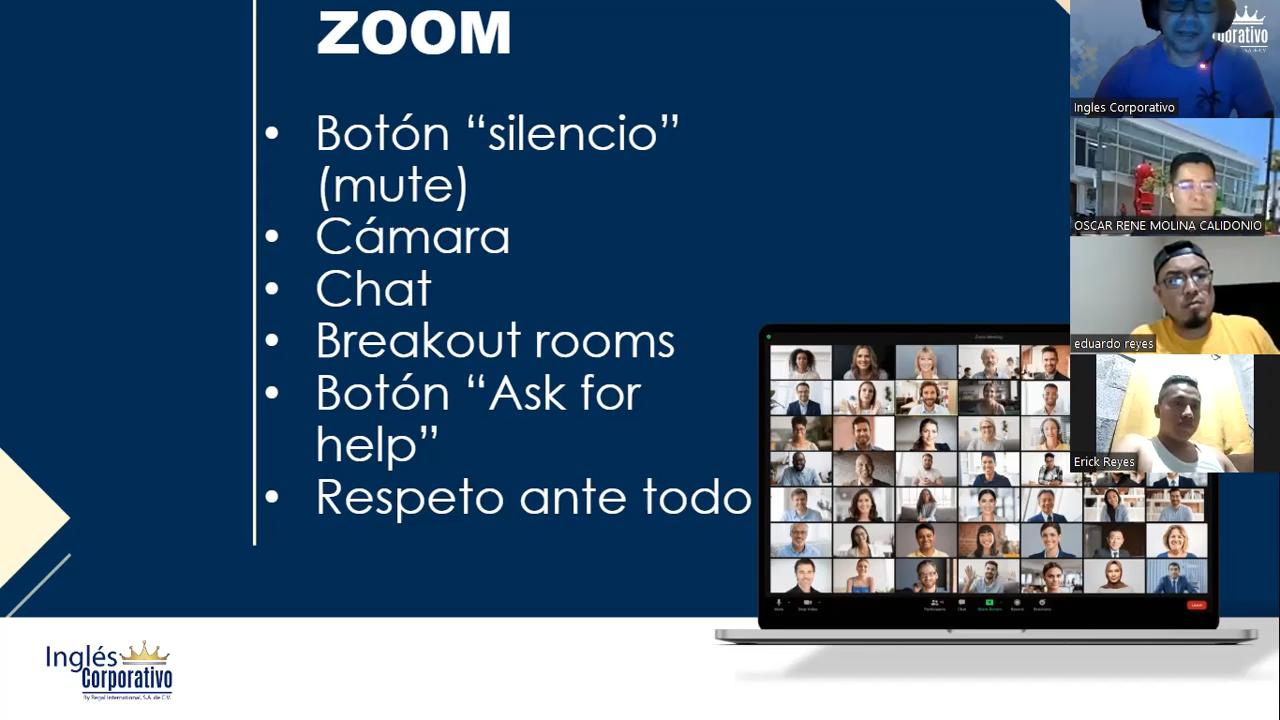 ZOOM
• Botón “silencio”
(mute)
• Cámara
• Chat
• Breakout rooms
• Botón “Ask for
help”
• Respeto ante todo
Ingles Corporativo
OSCAR RENE MOLINA CALIDONIO
eduardo reyes
Erick Reyes
Inglés
Corporativo
By Regal International, S.A. de C.V.